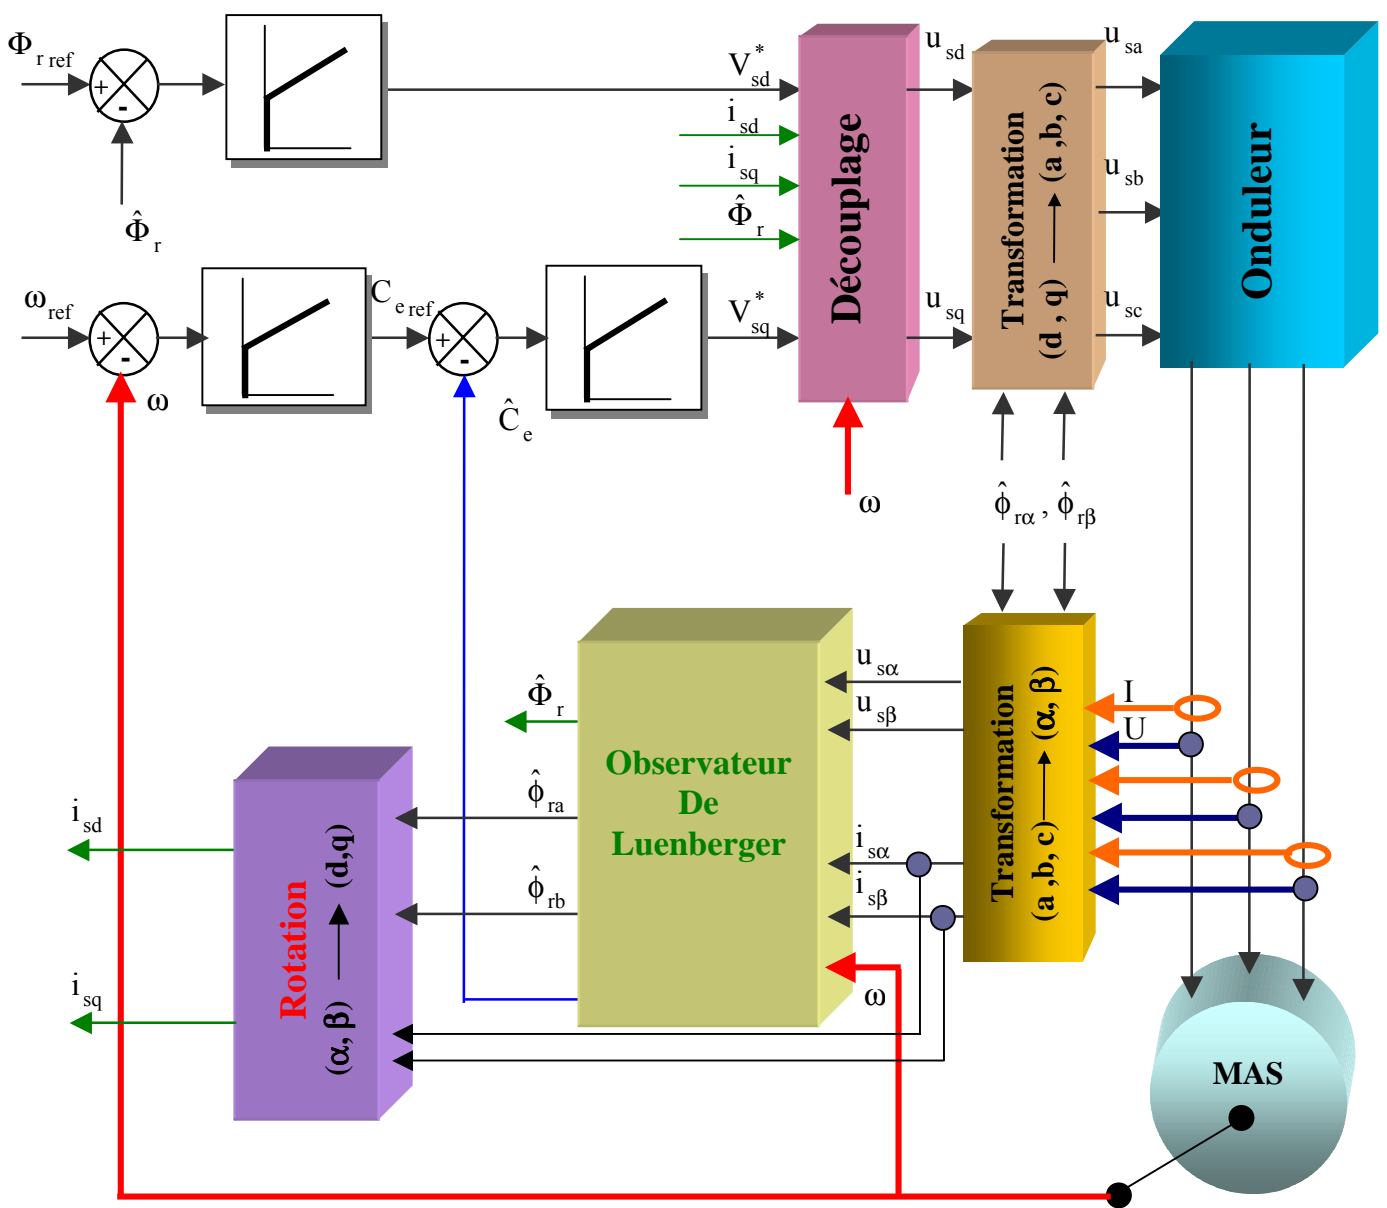 Φ r ref
+
-
Φ̂ r
V*sd
i sd
i sq
Φ̂ r
Découplage
u sd
Transformation
(d , q) → (a ,b, c)
u sa
u sb
u sc
Onduleur
ω ref
+
-
ω
C e ref
+
-
Ĉ e
V*sq
u sq
ω
ϕ̂ rα , ϕ̂ rβ
Φ̂ r
ϕ̂ ra
ϕ̂ rb
Observateur
De
Luenberger
u sα
u sβ
i sα
i sβ
ω
Transformation
(a ,b, c) → (α, β)
I
U
i sd
i sq
Rotation
(α, β) → (d,q)
MAS